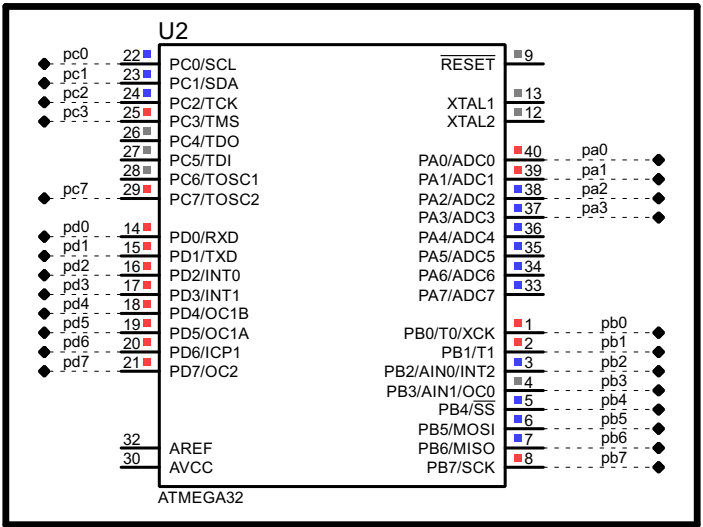 U2
pc0 22 PC0/SCL RESET 9
pc1 23 PC1/SDA
pc2 24 PC2/TCK XTAL1 13
pc3 25 PC3/TMS XTAL2 12
26 PC4/TDO
27 PC5/TDI PA0/ADC0 40 pa0
28 PC6/TOSC1 PA1/ADC1 39 pa1
pc7 29 PC7/TOSC2 PA2/ADC2 38 pa2
PA3/ADC3 37 pa3
pd0 14 PD0/RXD PA4/ADC4 36
pd1 15 PD1/TXD PA5/ADC5 35
pd2 16 PD2/INT0 PA6/ADC6 34
pd3 17 PD3/INT1 PA7/ADC7 33
pd4 18 PD4/OC1B
pd5 19 PD5/OC1A PB0/T0/XCK 1 pb0
pd6 20 PD6/ICP1 PB1/T1 2 pb1
pd7 21 PD7/OC2 PB2/AIN0/INT2 3 pb2
PB3/AIN1/OC0 4 pb3
PB4/SS 5 pb4
PB5/MOSI 6 pb5
32 AREF PB6/MISO 7 pb6
30 AVCC PB7/SCK 8 pb7
ATMEGA32